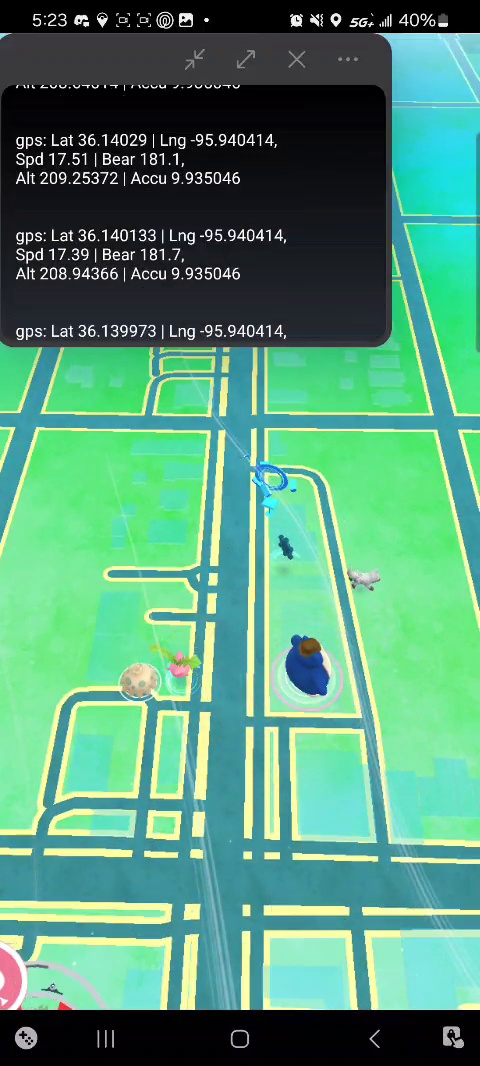 5:23
5G+
40%
gps: Lat 36.14029 | Lng -95.940414,
Spd 17.51 | Bear 181.1,
Alt 209.25372 | Accu 9.935046
gps: Lat 36.140133 | Lng -95.940414,
Spd 17.39 | Bear 181.7,
Alt 208.94366 | Accu 9.935046
gps: Lat 36.139973 | Lng -95.940414,